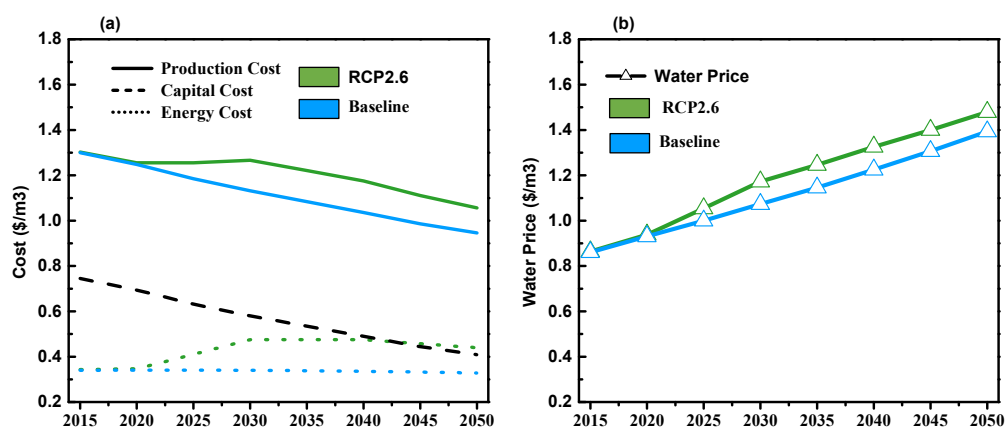 (a)
1.8
1.6
1.4
1.2
1.0
0.8
0.6
0.4
0.2
Cost ($/m3)
Production Cost
Capital Cost
Energy Cost
RCP2.6
Baseline
2015 2020 2025 2030 2035 2040 2045 2050
(b)
1.8
1.6
1.4
1.2
1.0
0.8
0.6
0.4
0.2
Water Price ($/m3)
Water Price
RCP2.6
Baseline
2015 2020 2025 2030 2035 2040 2045 2050